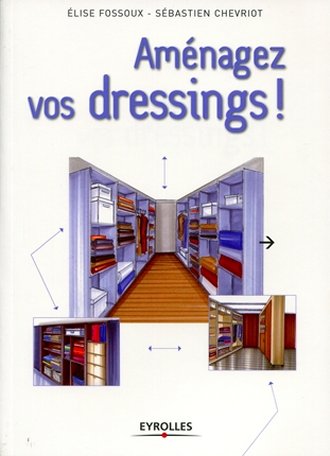 ÉLISE FOSSOUX - SÉBASTIEN CHEVRIOT
Aménagez
vos dressings !
EYROLLES